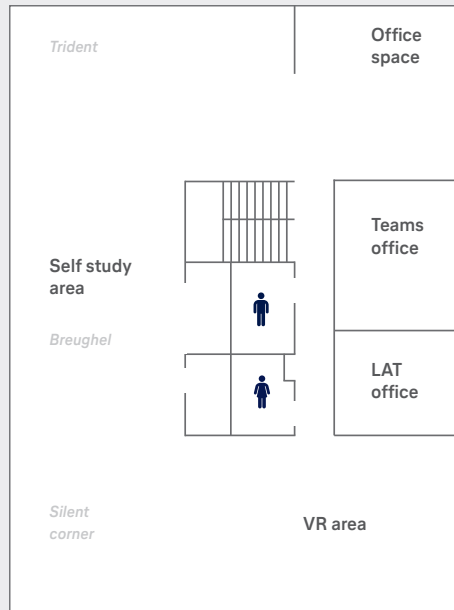 Trident
Office
space
Teams
office
Self study
area
Breughel
LAT
office
Silent
corner
VR area